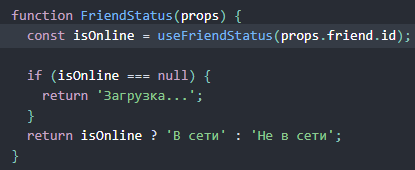 function FriendStatus(props) {
  const isOnline = useFriendStatus(props.friend.id);

  if (isOnline === null) {
    return 'Загрузка...';
  }
  return isOnline ? 'В сети' : 'Не в сети';
}